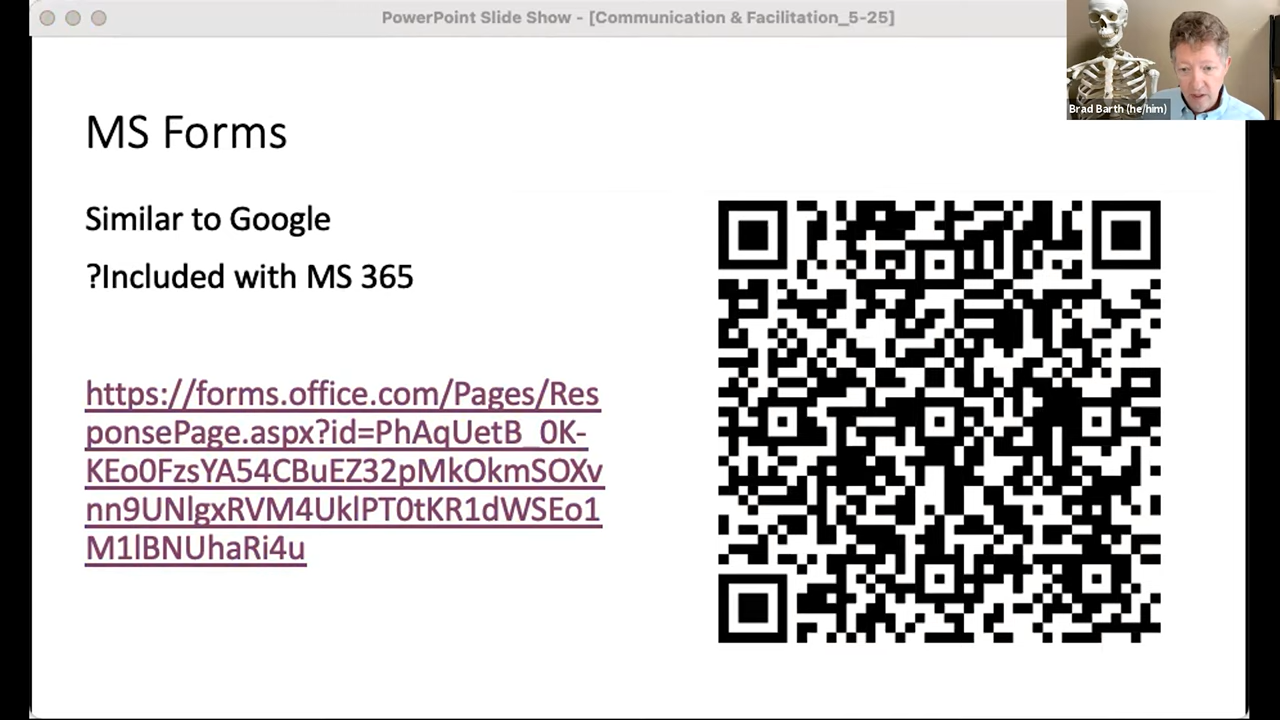 PowerPoint Slide Show - [Communication & Facilitation_5-25]
Brad Barth (he/him)
MS Forms
Similar to Google
?Included with MS 365
https://forms.office.com/Pages/Res
ponsePage.aspx?id=PhAqUetB_0K-
KEo0FzsYA54CBuEZ32pMkOkmSOXv
nn9UNlgxRVM4UklPT0tKR1dWSEo1
M1lBNUhaRi4u